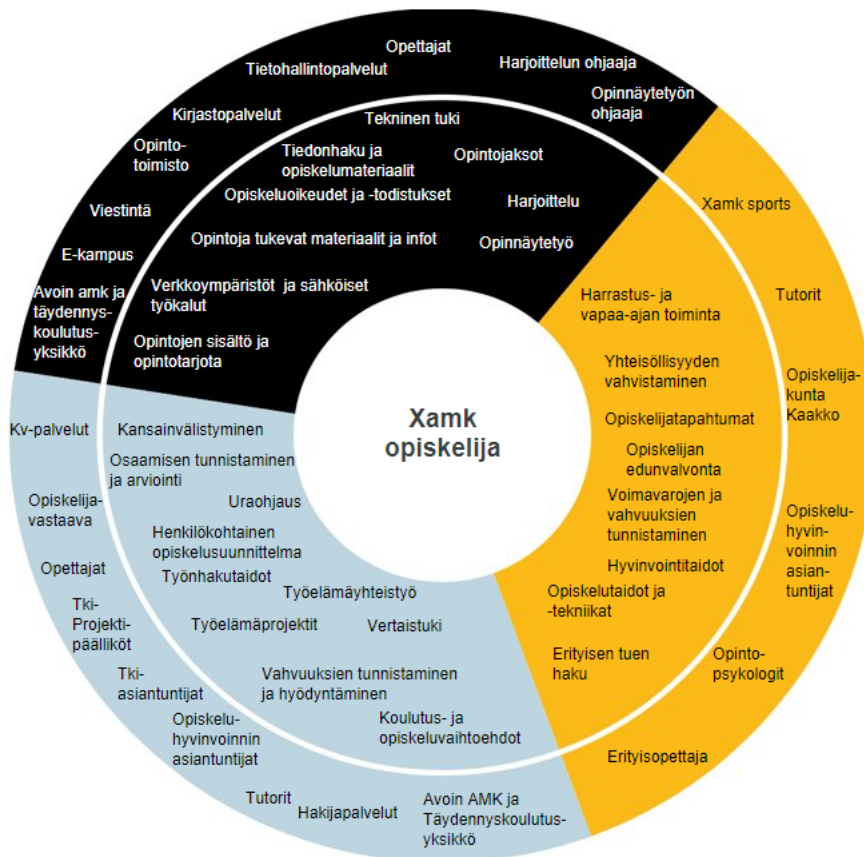 Opettajat
Tietohallintopalvelut
Harjoittelun ohjaaja
Opinnäytetyön
ohjaaja
Kirjastopalvelut
Opinto-
toimisto
Viestintä
E-kampus
Avoin amk ja
täydennys-
koulutus-
yksikkö
Tekninen tuki
Tiedonhaku ja
opiskelumateriaalit
Opintojaksot
Opiskeluoikeudet ja -todistukset
Harjoittelu
Opintoja tukevat materiaalit ja infot
Opinnäytetyö
Verkkoympäristöt ja sähköiset
työkalut
Opintojen sisältö ja
opintotarjota
Xamk sports
Tutorit
Opiskelija-
kunta
Kaakko
Opiskelu-
hyvin-
voinnin
asian-
tuntijat
Opinto-
psykologit
Erityisopettaja
Harrastus- ja
vapaa-ajan toiminta
Yhteisöllisyyden
vahvistaminen
Opiskelijatapahtumat
Opiskelijan
edunvalvonta
Voimavarojen ja
vahvuuksien
tunnistaminen
Hyvinvointitaidot
Opiskelutaidot ja
-tekniikat
Erityisen tuen
haku
Xamk
opiskelija
Kv-palvelut
Opiskelija-
vastaava
Opettajat
Tki-
Projekti-
päälliköt
Tki-
asiantuntijat
Opiskelu-
hyvinvoinnin
asiantuntijat
Tutorit
Hakijapalvelut
Avoin AMK ja
Täydennyskoulutus-
yksikkö
Kansainvälistyminen
Osaamisen tunnistaminen
ja arviointi
Uraohjaus
Henkilökohtainen
opiskelusuunnittelma
Työnhakutaidot
Työelämäyhteistyö
Työelämäprojektit
Vertaistuki
Vahvuuksien tunnistaminen
ja hyödyntäminen
Koulutus- ja
opiskeluvaihtoehdot